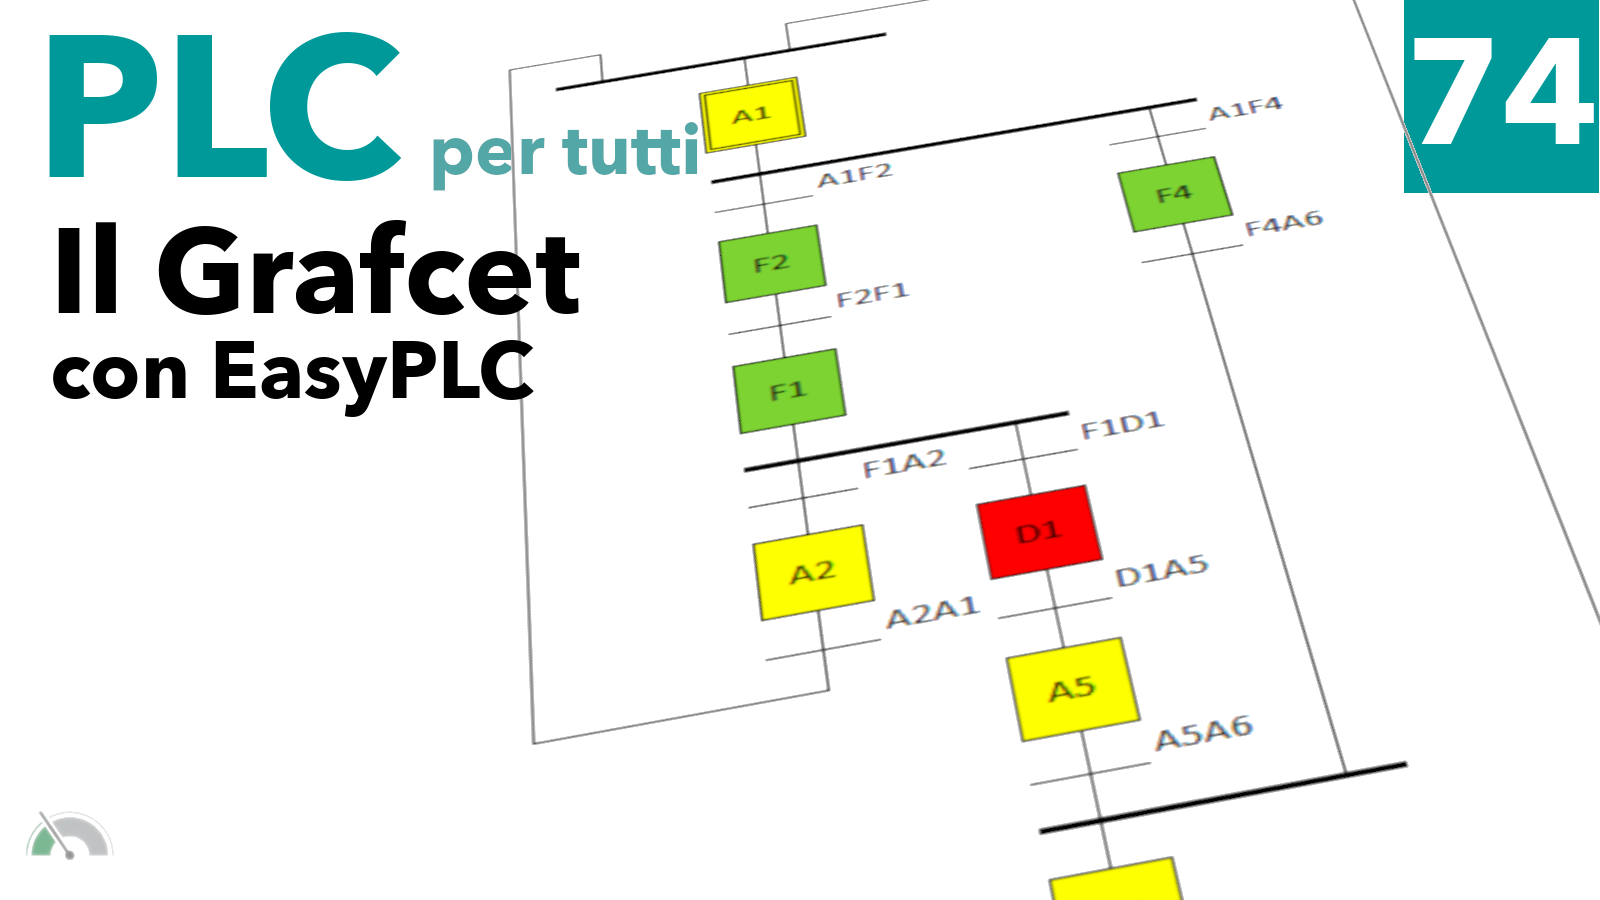 PLC per tutti
74
Il Grafcet
con EasyPLC
A1
A1F4
A1F2
F4
F4A6
F2
F2F1
F1
F1D1
F1A2
D1
A2
D1A5
A2A1
A5
A5A6